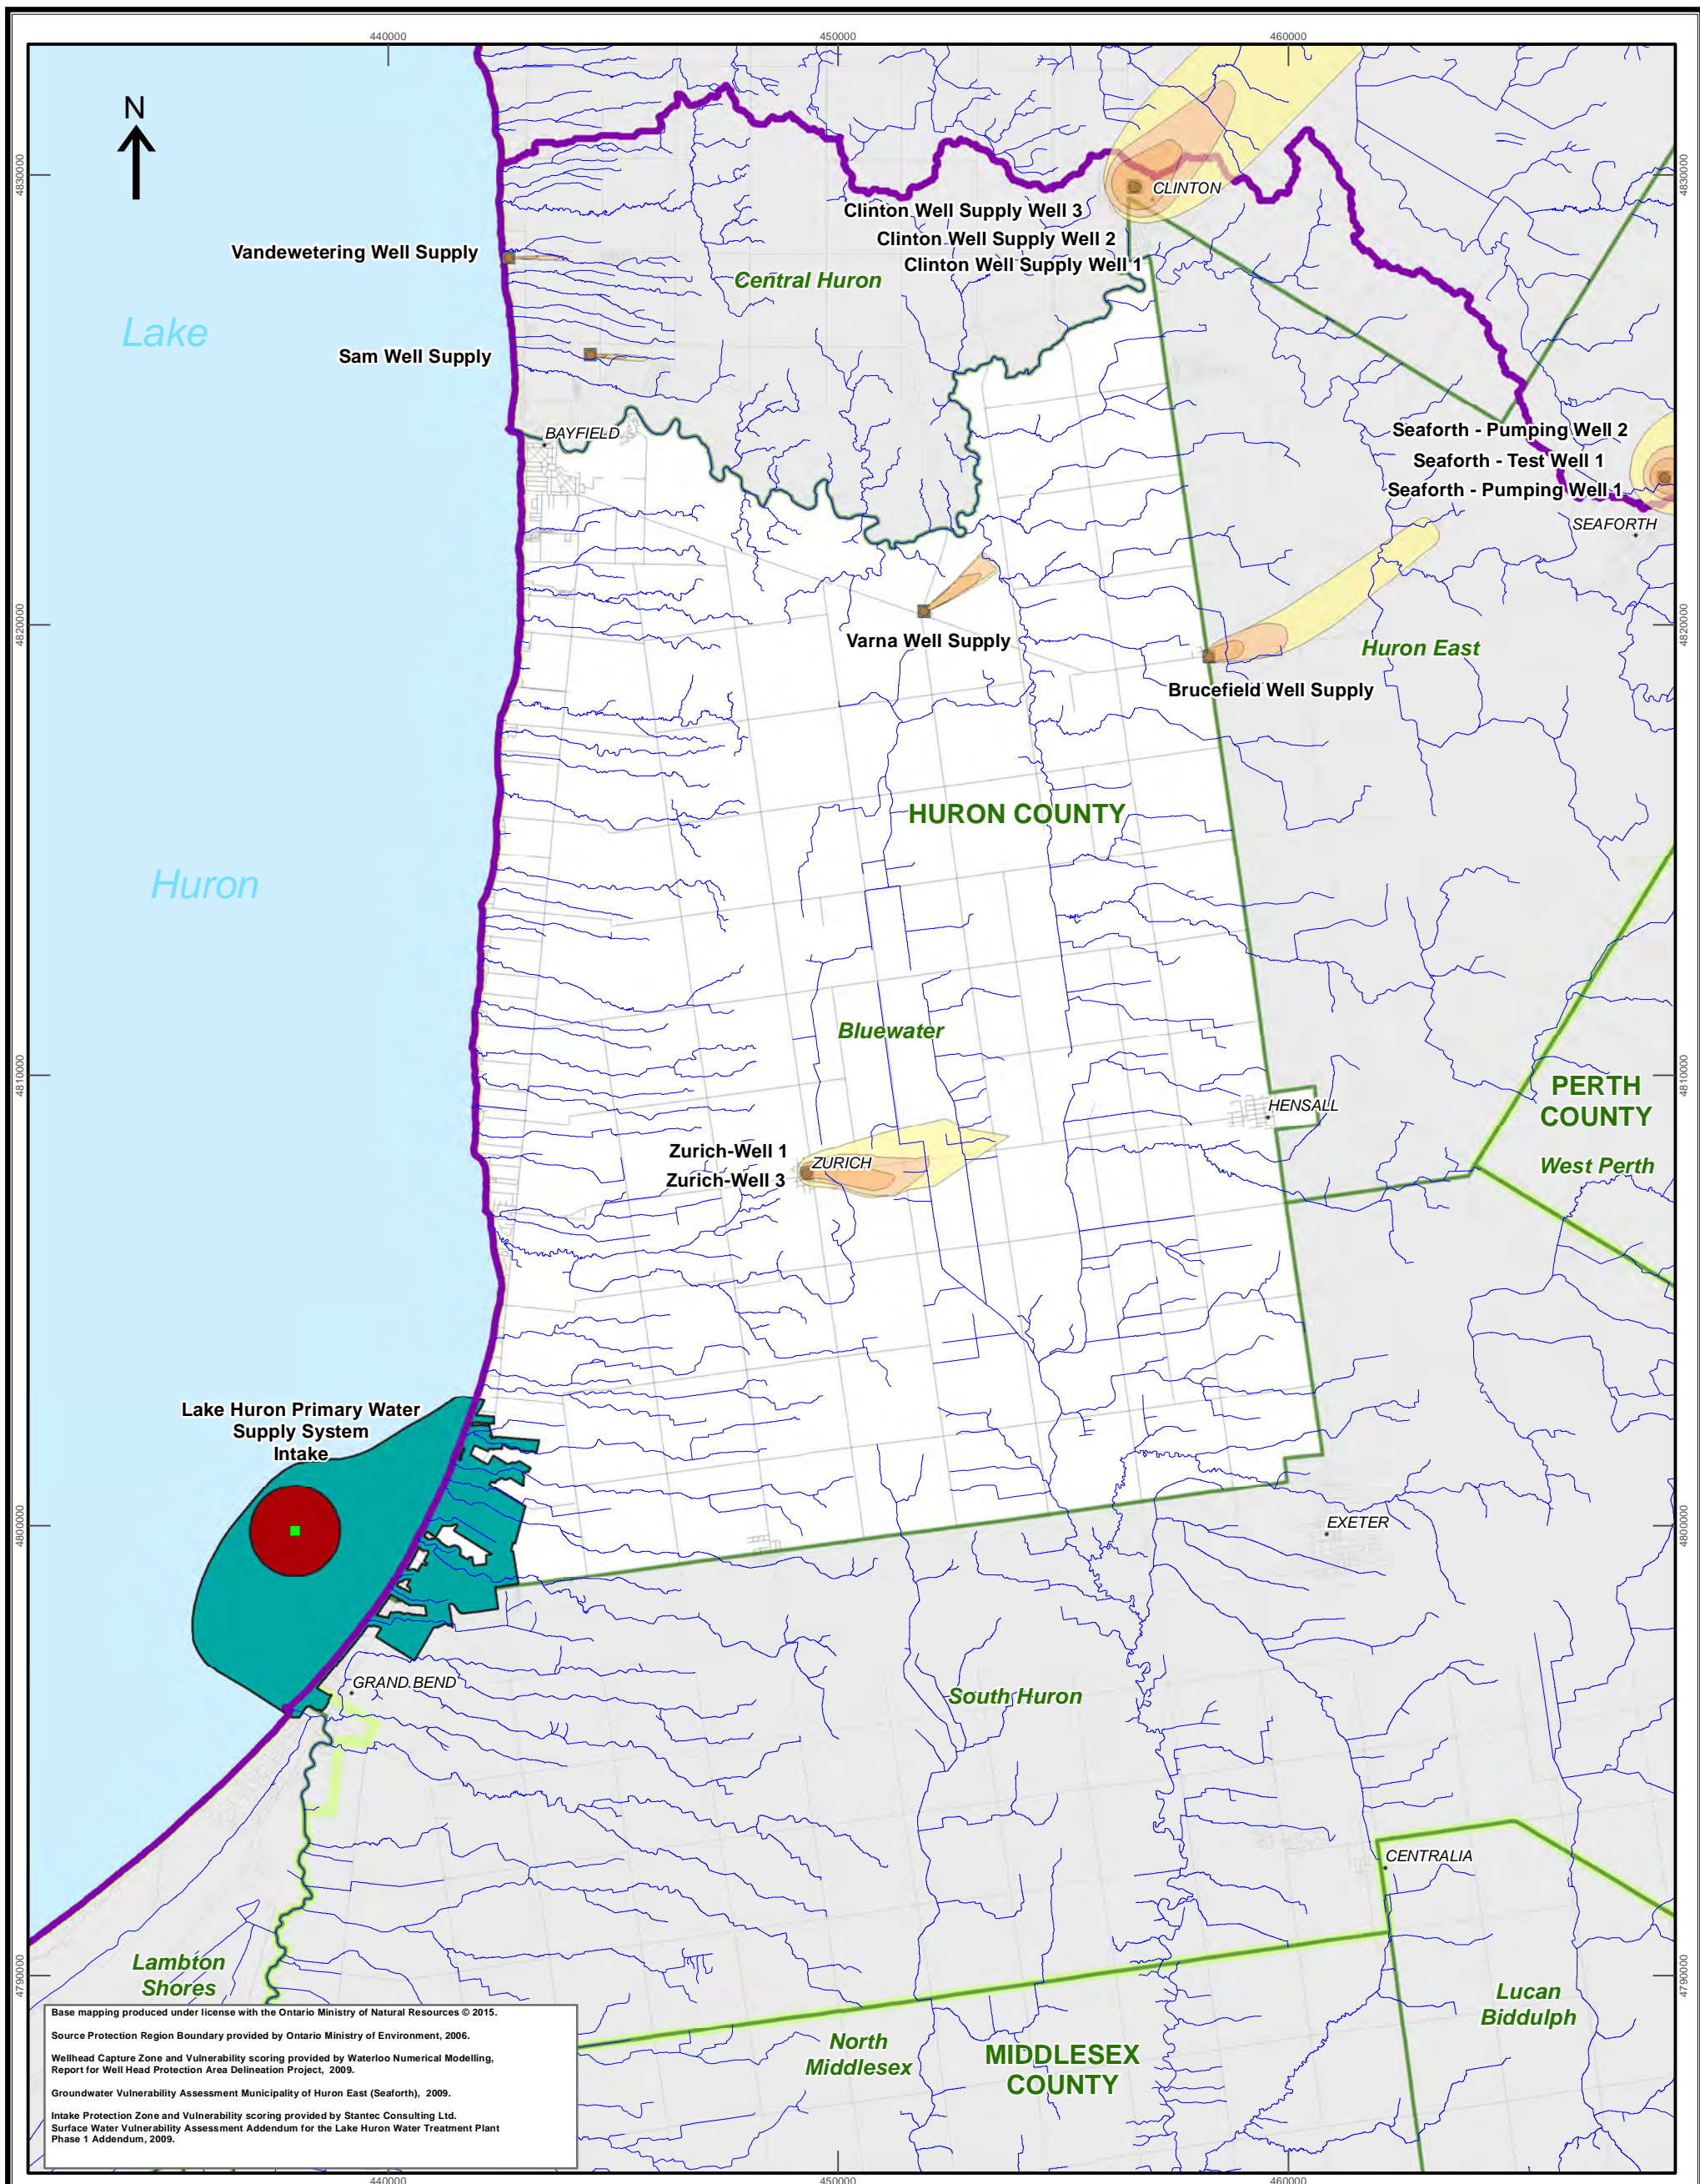 440000
450000
460000
N
4830000
4830000
CLINTON
Clinton Well Supply Well 3
Clinton Well Supply Well 2
Clinton Well Supply Well 1
Vandewetering Well Supply
Central Huron
Lake
Sam Well Supply
BAYFIELD
Seaforth - Pumping Well 2
Seaforth - Test Well 1
Seaforth - Pumping Well 1
SEAFORTH
4820000
4820000
Varna Well Supply
Huron East
Brucefield Well Supply
HURON COUNTY
Huron
Bluewater
4810000
4810000
PERTH
COUNTY
HENSALL
Zurich-Well 1
ZURICH
Zurich-Well 3
West Perth
Lake Huron Primary Water
Supply System
Intake
4800000
4800000
EXETER
GRAND BEND
South Huron
CENTRALIA
Lambton
Shores
4790000
4790000
Lucan
Biddulph
North
Middlesex
MIDDLESEX
COUNTY
Base mapping produced under license with the Ontario Ministry of Natural Resources © 2015.
Source Protection Region Boundary provided by Ontario Ministry of Environment, 2006.
Wellhead Capture Zone and Vulnerability scoring provided by Waterloo Numerical Modelling,
Report for Well Head Protection Area Delineation Project, 2009.
Groundwater Vulnerability Assessment Municipality of Huron East (Seaforth), 2009.
Intake Protection Zone and Vulnerability scoring provided by Stantec Consulting Ltd.
Surface Water Vulnerability Assessment Addendum for the Lake Huron Water Treatment Plant
Phase 1 Addendum, 2009.
440000
450000
460000